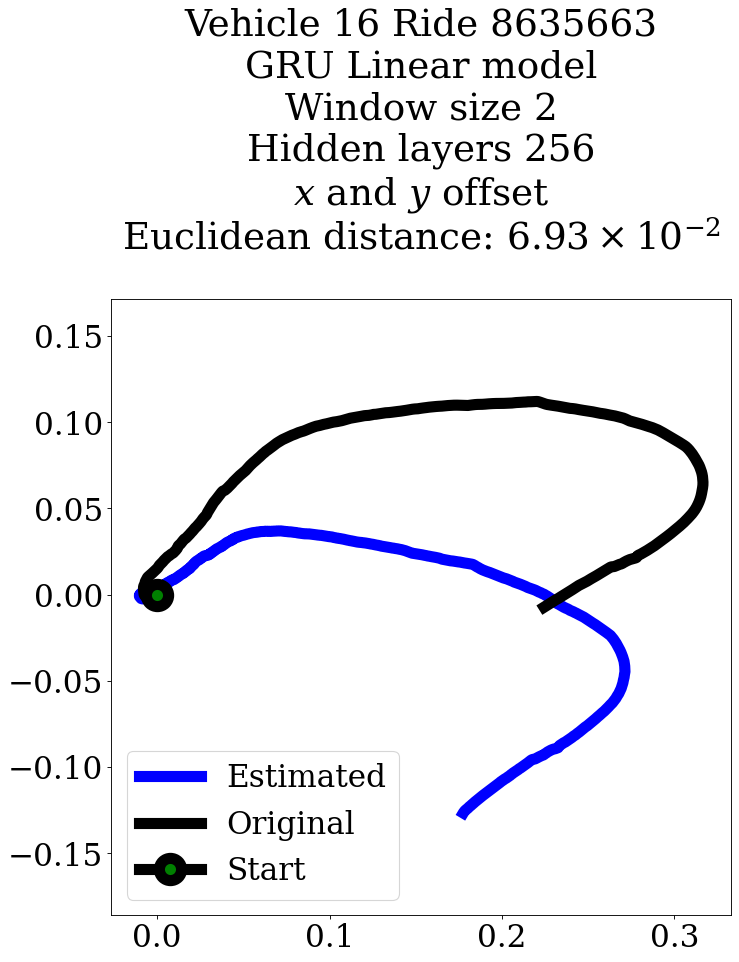 Vehicle 16 Ride 8635663
GRU Linear model
Window size 2
Hidden layers 256
x and y offset
Euclidean distance: 6.93 × 10⁻²
0.15
0.10
0.05
0.00
−0.05
−0.10
−0.15
Estimated
Original
Start
0.0 0.1 0.2 0.3